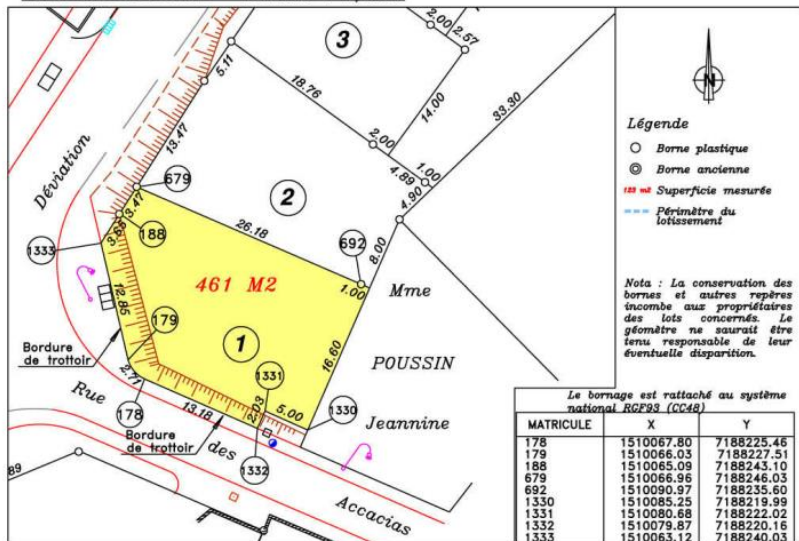 3
2.00
2.57
5.11
18.76
14.00
33.30
13.47
2.00
Déviation
4.89
1.00
4.90
679
2
3.47
26.18
188
3.65
8.00
1333
692
1.00
461 M2
Mme
12.85
179
1
16.60
Bordure
de trottoir
1331
POUSSIN
2.71
Rue
178
13.18
2.03
5.00
1330
Jeannine
Bordure
de trottoir
des
1332
89
Accacias
N
Légende
Borne plastique
Borne ancienne
123 m2 Superficie mesurée
Périmètre du
lotissement
Nota : La conservation des
bornes et autres repères
incombe aux propriétaires
des lots concernés. Le
géomètre ne saurait être
tenu responsable de leur
éventuelle disparition.
Le bornage est rattaché au système
national RGF93 (CC48)
MATRICULE X Y
178 1510067.80 7188225.46
179 1510066.03 7188227.51
188 1510065.09 7188243.10
679 1510066.96 7188246.03
692 1510090.97 7188235.60
1330 1510085.25 7188219.99
1331 1510080.68 7188222.02
1332 1510079.87 7188220.16
1333 1510063.12 7188240.03